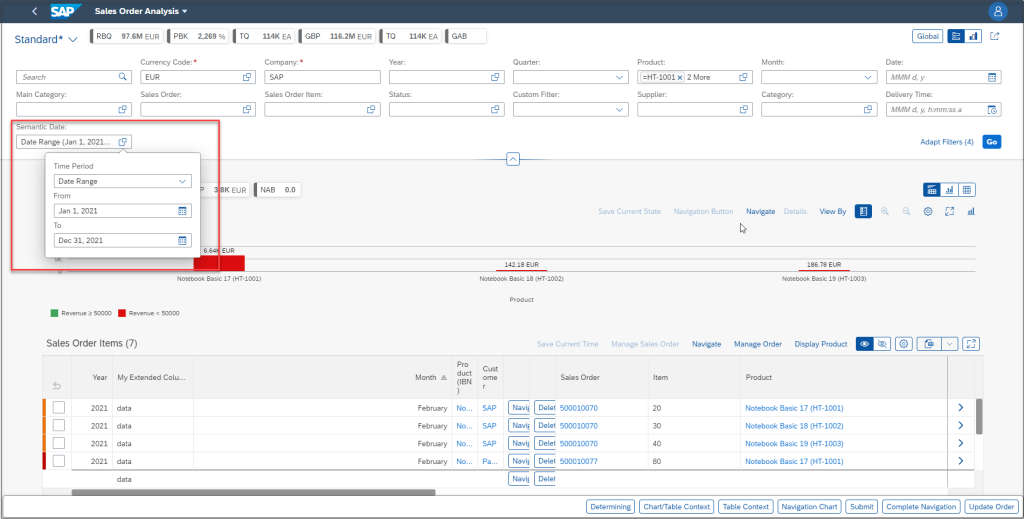 SAP Sales Order Analysis
Standard* RBQ 97.6M EUR PBK 2,269 % TQ 114K EA GBP 116.2M EUR TQ 114K EA GAB Global
Currency Code:* Company:* Year: Quarter: Product: Month: Date:
Search EUR SAP =HT-1001 × 2 More MMM d, y
Main Category: Sales Order: Sales Order Item: Status: Custom Filter: Supplier: Category: Delivery Time:
MMM d, y, h:mm:ss a
Semantic Date:
Date Range (Jan 1, 2021... Adapt Filters (4) Go
Time Period
Date Range
From
Jan 1, 2021
To
Dec 31, 2021
EUR NAB 0.0
Save Current State Navigation Button Navigate Details View By
6.64K EUR 142.18 EUR 186.78 EUR
Notebook Basic 17 (HT-1001) Notebook Basic 18 (HT-1002) Notebook Basic 19 (HT-1003)
Product
Revenue ≥ 50000 Revenue < 50000
Sales Order Items (7) Save Current Time Manage Sales Order Navigate Manage Order Display Product
Year My Extended Colu... Month Product (IBN) Customer Sales Order Item Product
2021 data February No... SAP Navig Delet 500010070 20 Notebook Basic 17 (HT-1001)
2021 data February No... SAP Navig Delet 500010070 30 Notebook Basic 18 (HT-1002)
2021 data February No... SAP Navig Delet 500010070 40 Notebook Basic 19 (HT-1003)
2021 data February No... Pa... Navig Delet 500010077 80 Notebook Basic 17 (HT-1001)
data Navig Delet
Determining Chart/Table Context Table Context Navigation Chart Submit Complete Navigation Update Order